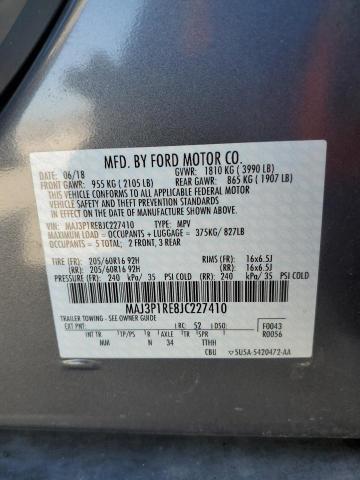 MFD. BY FORD MOTOR CO.
DATE: 06/18 GVWR: 1810 KG ( 3990 LB)
FRONT GAWR: 955 KG ( 2105 LB) REAR GAWR: 865 KG ( 1907 LB)
THIS VEHICLE CONFORMS TO ALL APPLICABLE FEDERAL MOTOR
VEHICLE SAFETY AND THEFT PREVENTION STANDARDS
IN EFFECT ON THE DATE OF MANUFACTURE SHOWN ABOVE.
VIN: MAJ3P1RE8JC227410 TYPE: MPV
MAXIMUM LOAD = OCCUPANTS + LUGGAGE = 375KG/ 827LB
OCCUPANTS = 5 TOTAL; 2 FRONT, 3 REAR
TIRE (FR): 205/60R16 92H RIMS(FR): 16x6.5J
(RR): 205/60R16 92H (RR): 16x6.5J
PRESSURE (FR): 240 kPa/ 35 PSI COLD (RR) 240 kPa/ 35 PSI COLD
MAJ3P1RE8JC227410
TRAILER TOWING - SEE OWNER GUIDE
EXT PNT: RC: 52 DSO: F0043
INT TR TP/PS R AXLE TR SPR R0056
MM N 34 TTHH
CBU 5U5A-5420472-AA